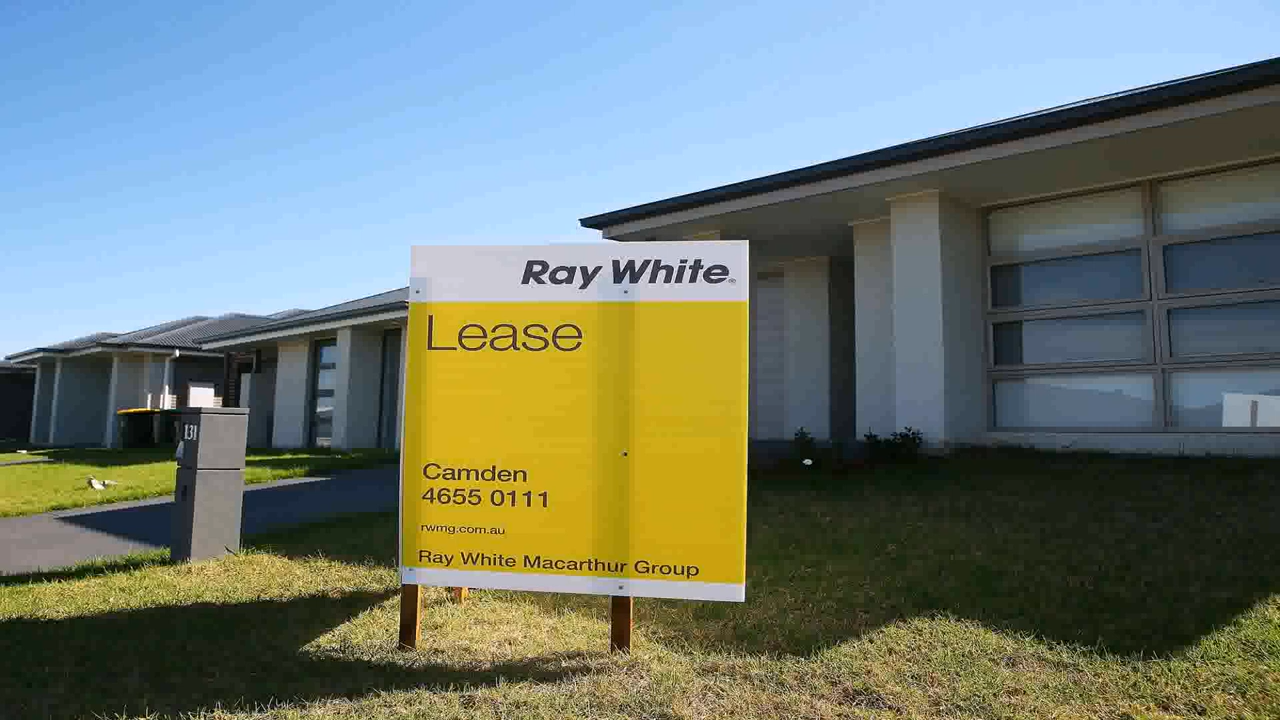 Ray White
Lease
Camden
4655 0111
rwmg.com.au
Ray White Macarthur Group
131